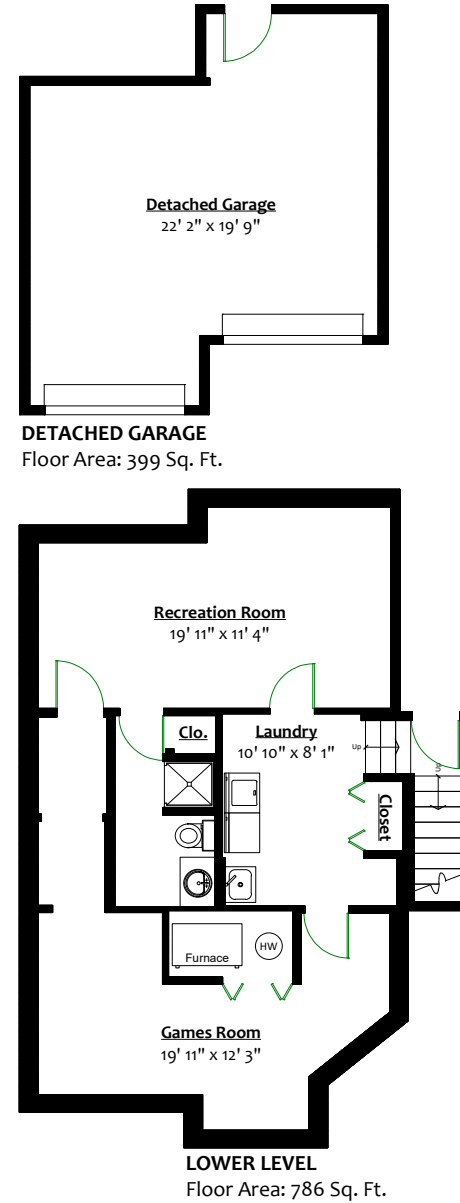 Detached Garage
22' 2" x 19' 9"
DETACHED GARAGE
Floor Area: 399 Sq. Ft.
Recreation Room
19' 11" x 11' 4"
Clo.
Laundry
10' 10" x 8' 1"
Up
Up
Closet
Furnace
HW
Games Room
19' 11" x 12' 3"
LOWER LEVEL
Floor Area: 786 Sq. Ft.